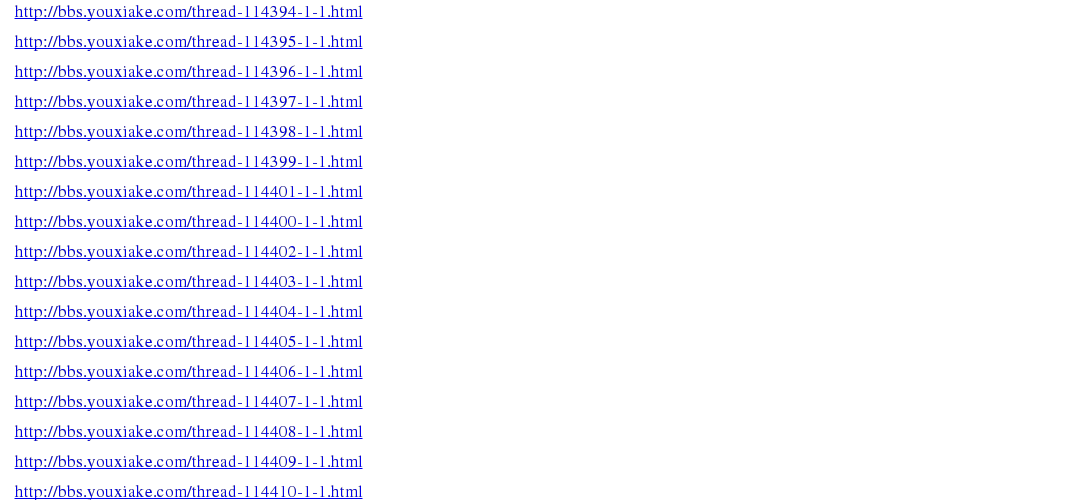 http://bbs.youxiake.com/thread-114394-1-1.html
http://bbs.youxiake.com/thread-114395-1-1.html
http://bbs.youxiake.com/thread-114396-1-1.html
http://bbs.youxiake.com/thread-114397-1-1.html
http://bbs.youxiake.com/thread-114398-1-1.html
http://bbs.youxiake.com/thread-114399-1-1.html
http://bbs.youxiake.com/thread-114401-1-1.html
http://bbs.youxiake.com/thread-114400-1-1.html
http://bbs.youxiake.com/thread-114402-1-1.html
http://bbs.youxiake.com/thread-114403-1-1.html
http://bbs.youxiake.com/thread-114404-1-1.html
http://bbs.youxiake.com/thread-114405-1-1.html
http://bbs.youxiake.com/thread-114406-1-1.html
http://bbs.youxiake.com/thread-114407-1-1.html
http://bbs.youxiake.com/thread-114408-1-1.html
http://bbs.youxiake.com/thread-114409-1-1.html
http://bbs.youxiake.com/thread-114410-1-1.html